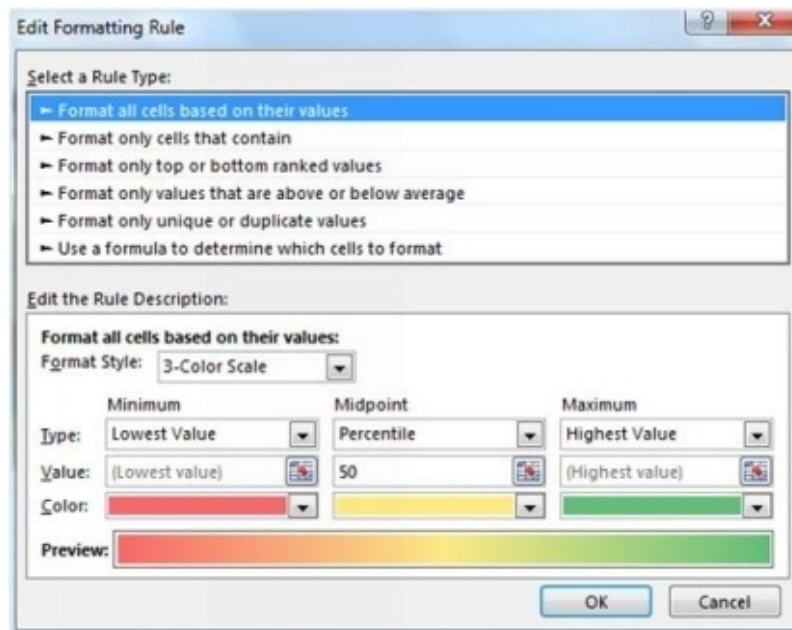 Edit Formatting Rule
?
Select a Rule Type:
► Format all cells based on their values
► Format only cells that contain
► Format only top or bottom ranked values
► Format only values that are above or below average
► Format only unique or duplicate values
► Use a formula to determine which cells to format
Edit the Rule Description:
Format all cells based on their values:
Format Style: 3-Color Scale
Minimum Midpoint Maximum
Type: Lowest Value Percentile Highest Value
Value: (Lowest value) 50 (Highest value)
Color:
Preview:
OK Cancel